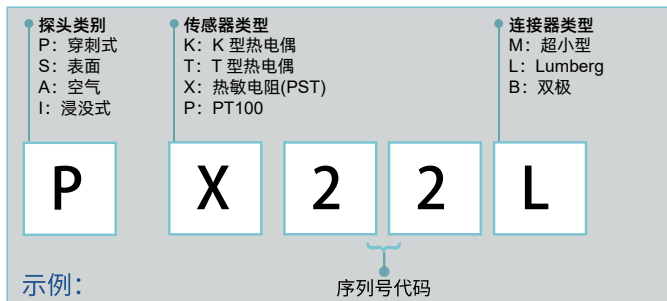 探头类别
P：穿刺式
S：表面
A：空气
I：浸没式
传感器类型
K：K 型热电偶
T：T 型热电偶
X：热敏电阻(PST)
P：PT100
连接器类型
M：超小型
L：Lumberg
B：双极
P X 2 2 L
示例：
序列号代码